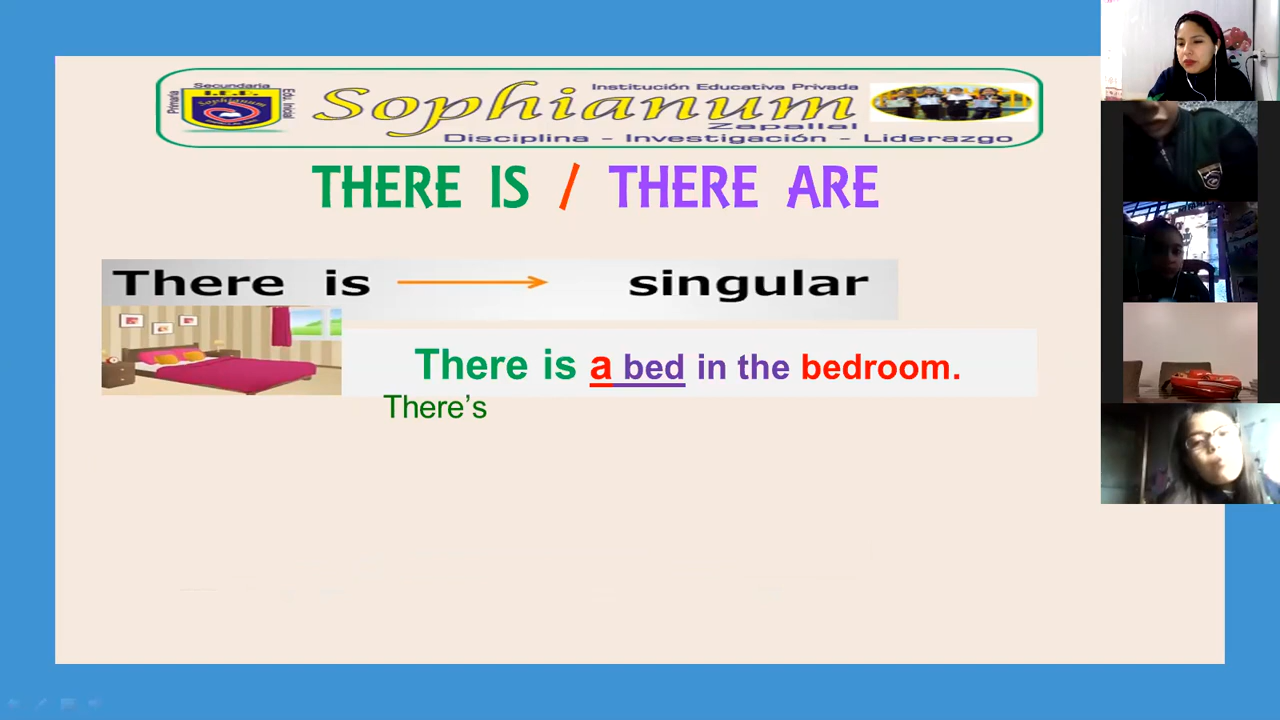 Secundaria
I.E.P.
Primaria
Sophianum
Edu. Inicial
Institución Educativa Privada
Sophianum
Zapallal
Disciplina - Investigación - Liderazgo
THERE IS / THERE ARE
There is singular
There is a bed in the bedroom.
There's